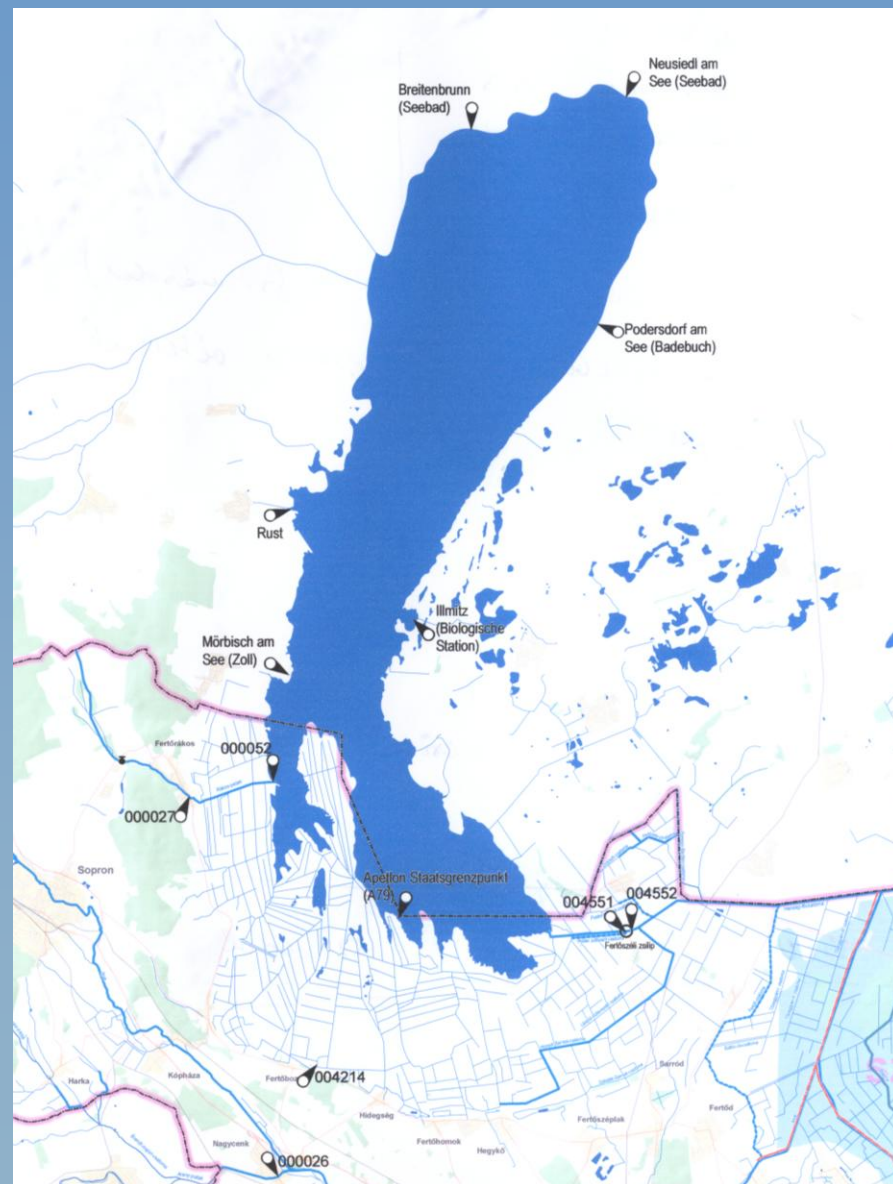 Neusiedl am
See (Seebad)
Breitenbrunn
(Seebad)
Podersdorf am
See (Badebuch)
Rust
Illmitz
(Biologische
Station)
Mörbisch am
See (Zoll)
Fertőrákos
000052
000027
Sopron
Apetlon Staatsgrenzpunkt
(A79)
004551
004552
Fertőszéli zsilip
004214
Sarród
Harka
Kópháza
Hidegség
Fertőszéplak
Fertőd
Nagycenk
Fertőhomok
Hegykő
000026